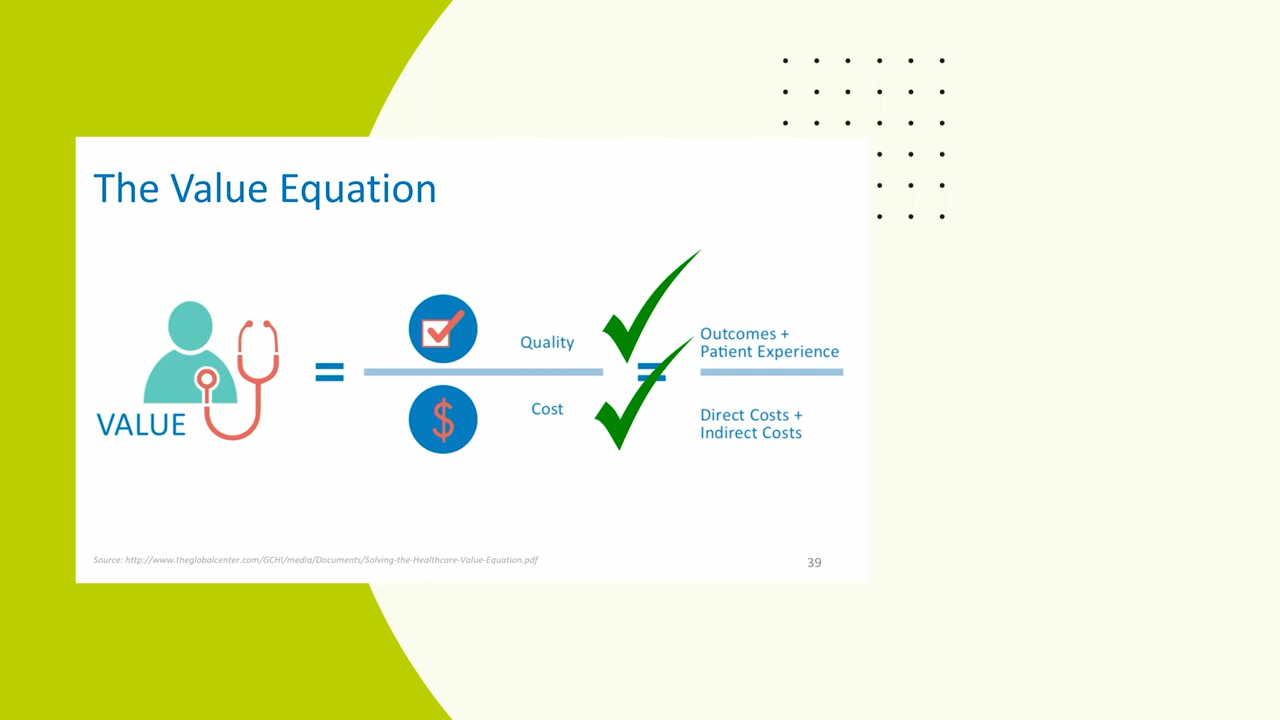 The Value Equation
VALUE
=
$
Quality
Cost
=
Outcomes +
Patient Experience
Direct Costs +
Indirect Costs
Source: http://www.theglobalcenter.com/GCHI/media/Documents/Solving-the-Healthcare-Value-Equation.pdf
39